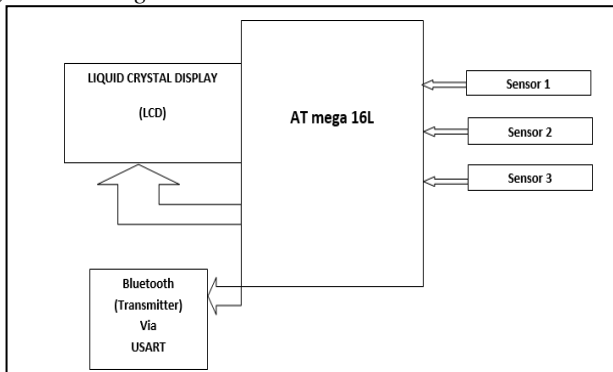 LIQUID CRYSTAL DISPLAY
(LCD)
AT mega 16L
Sensor 1
Sensor 2
Sensor 3
Bluetooth
(Transmitter)
Via
USART